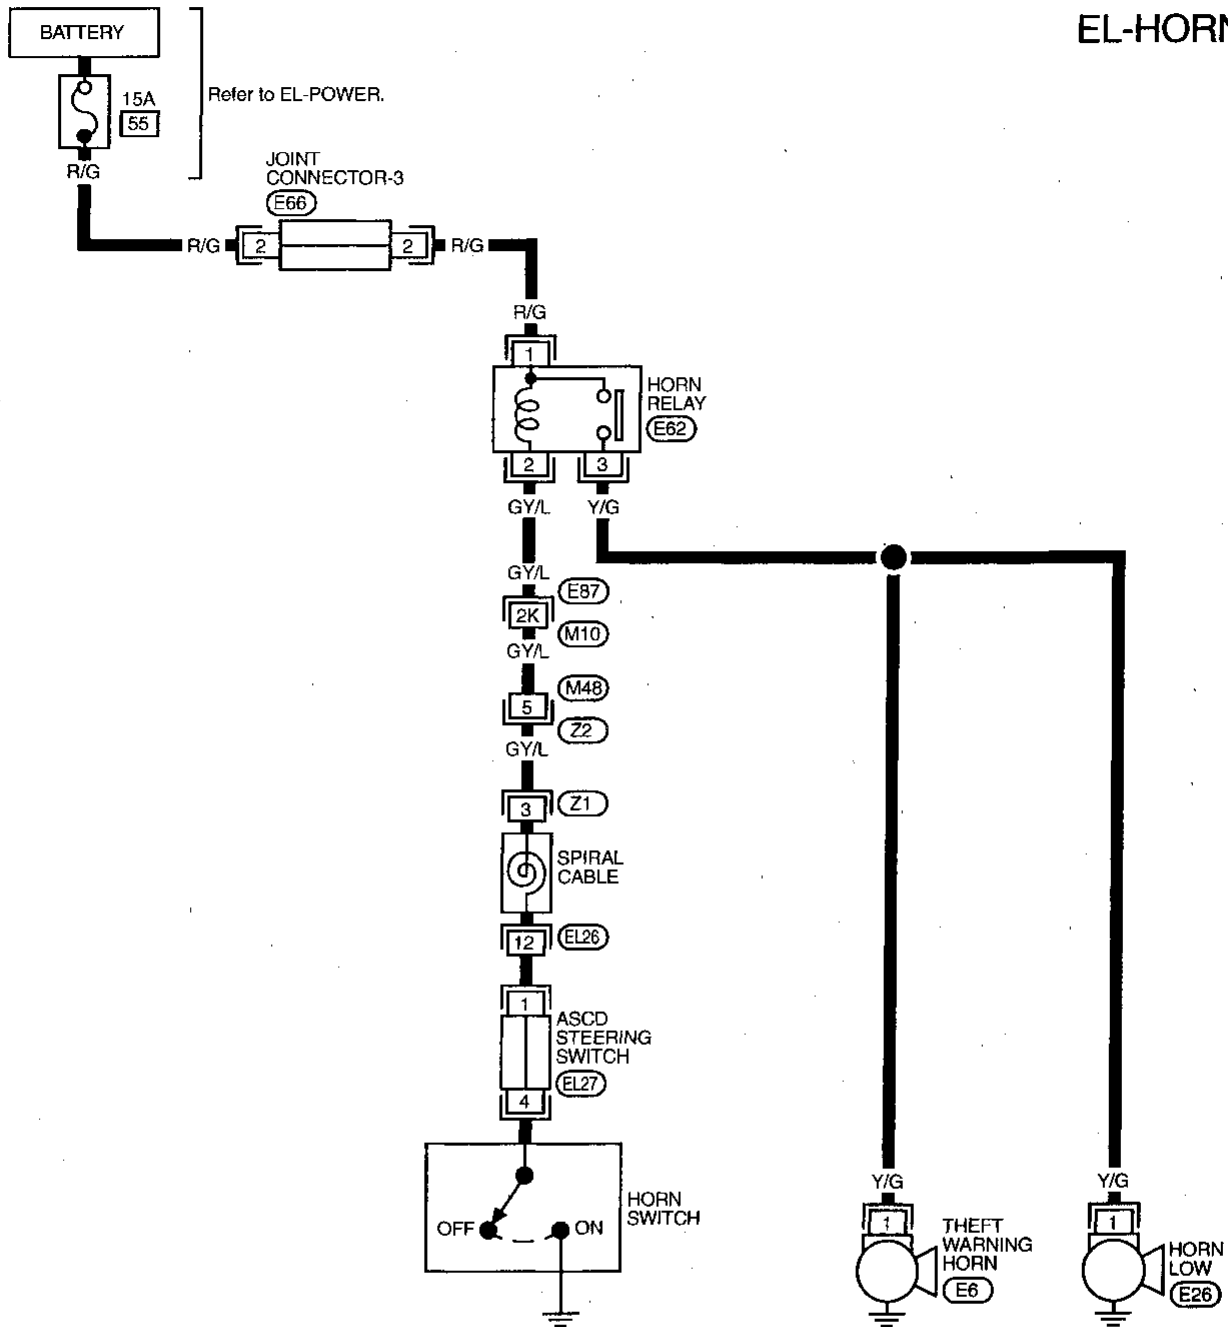 BATTERY
EL-HORN
15A
55
Refer to EL-POWER.
R/G
JOINT
CONNECTOR-3
E66
R/G
2
2
R/G
R/G
1
HORN
RELAY
E62
2
3
GY/L
Y/G
GY/L
E87
2K
M10
GY/L
M48
5
Z2
GY/L
3
Z1
SPIRAL
CABLE
12
EL26
1
ASCD
STEERING
SWITCH
EL27
4
OFF
ON
HORN
SWITCH
Y/G
1
THEFT
WARNING
HORN
E6
Y/G
1
HORN
LOW
E26